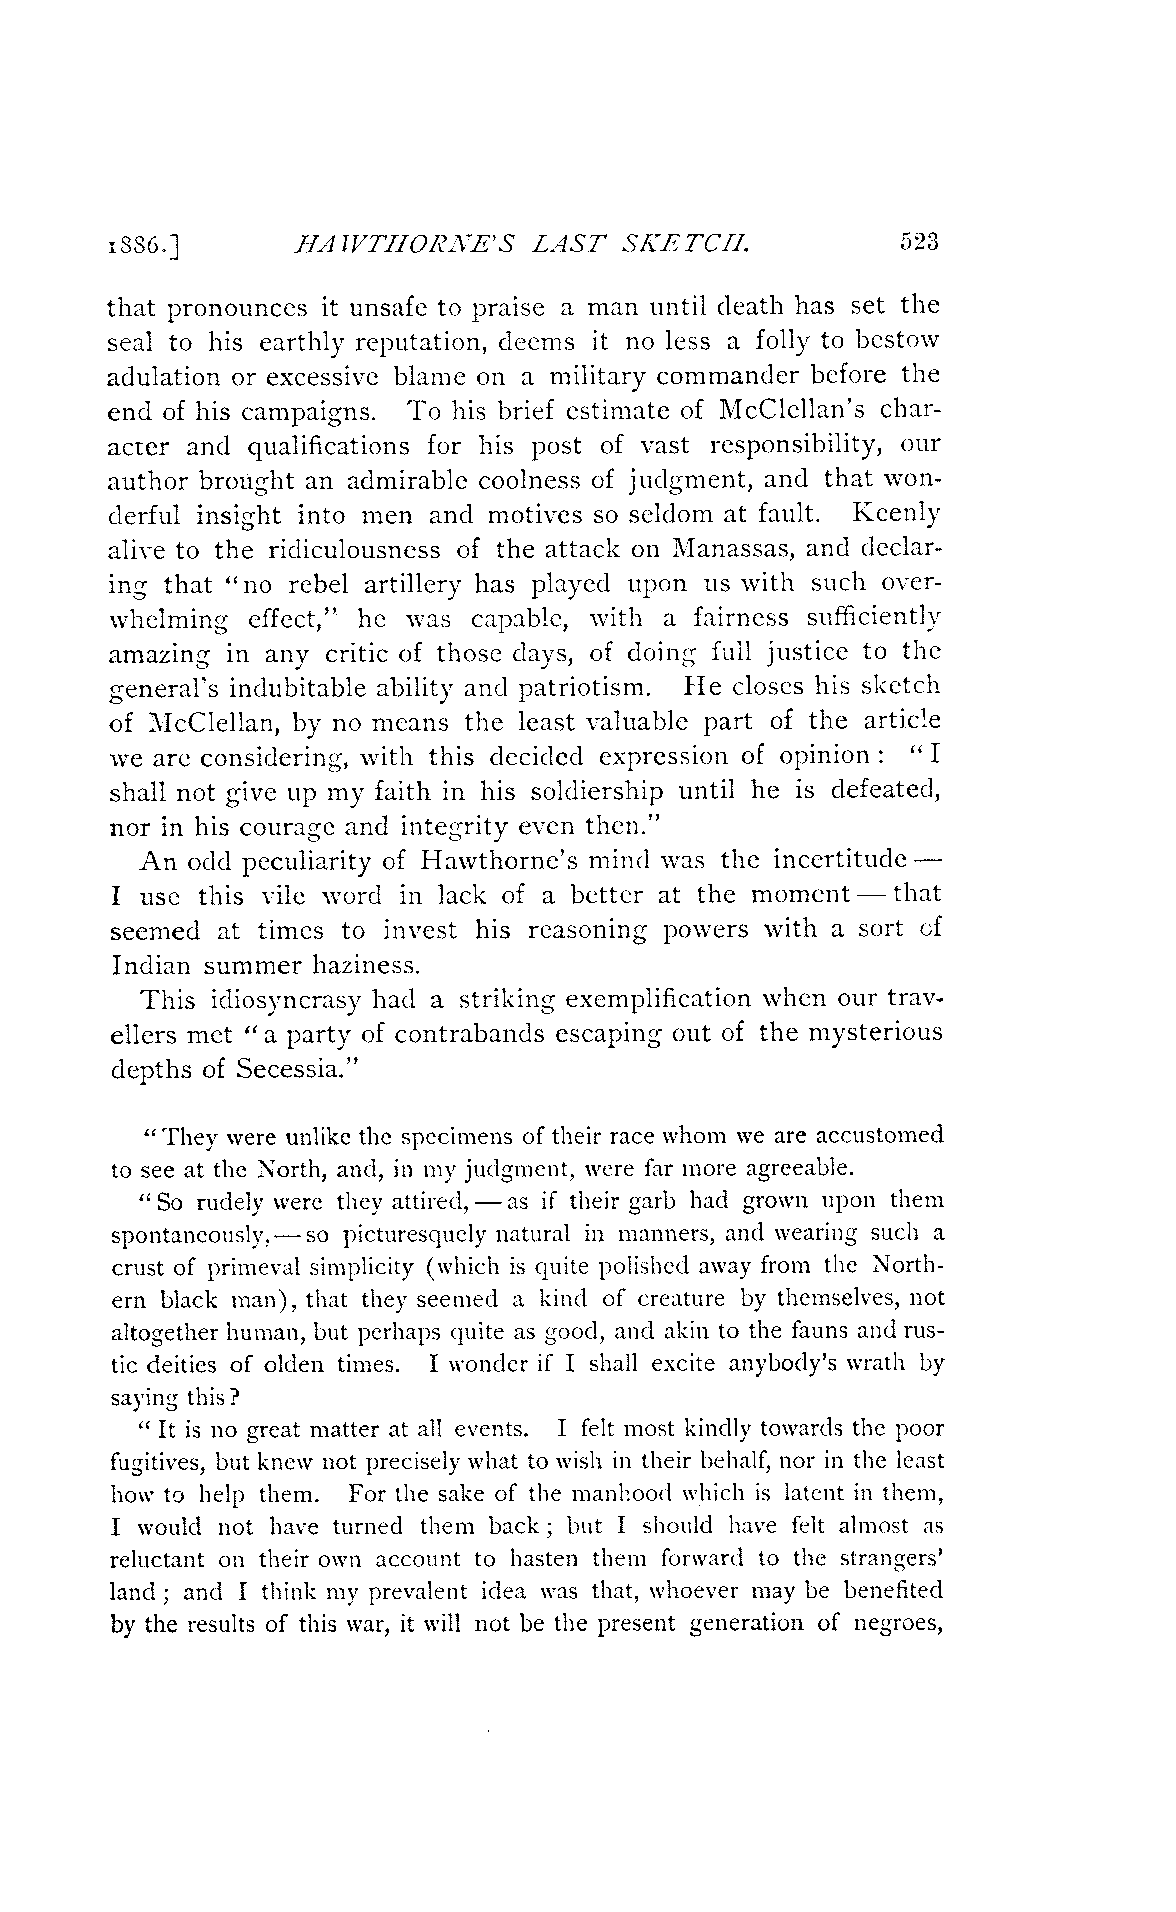 1886.] HAWTHORNE'S LAST SKETCH. 523
that pronounces it unsafe to praise a man until death has set the
seal to his earthly reputation, deems it no less a folly to bestow
adulation or excessive blame on a military commander before the
end of his campaigns. To his brief estimate of McClellan's char-
acter and qualifications for his post of vast responsibility, our
author brought an admirable coolness of judgment, and that won-
derful insight into men and motives so seldom at fault. Keenly
alive to the ridiculousness of the attack on Manassas, and declar-
ing that "no rebel artillery has played upon us with such over-
whelming effect," he was capable, with a fairness sufficiently
amazing in any critic of those days, of doing full justice to the
general's indubitable ability and patriotism. He closes his sketch
of McClellan, by no means the least valuable part of the article
we are considering, with this decided expression of opinion: "I
shall not give up my faith in his soldiership until he is defeated,
nor in his courage and integrity even then."
An odd peculiarity of Hawthorne's mind was the incertitude —
I use this vile word in lack of a better at the moment — that
seemed at times to invest his reasoning powers with a sort of
Indian summer haziness.
This idiosyncrasy had a striking exemplification when our trav-
ellers met "a party of contrabands escaping out of the mysterious
depths of Secessia."
"They were unlike the specimens of their race whom we are accustomed
to see at the North, and, in my judgment, were far more agreeable.
"So rudely were they attired, — as if their garb had grown upon them
spontaneously, — so picturesquely natural in manners, and wearing such a
crust of primeval simplicity (which is quite polished away from the North-
ern black man), that they seemed a kind of creature by themselves, not
altogether human, but perhaps quite as good, and akin to the fauns and rus-
tic deities of olden times. I wonder if I shall excite anybody's wrath by
saying this?
"It is no great matter at all events. I felt most kindly towards the poor
fugitives, but knew not precisely what to wish in their behalf, nor in the least
how to help them. For the sake of the manhood which is latent in them,
I would not have turned them back; but I should have felt almost as
reluctant on their own account to hasten them forward to the strangers'
land; and I think my prevalent idea was that, whoever may be benefited
by the results of this war, it will not be the present generation of negroes,